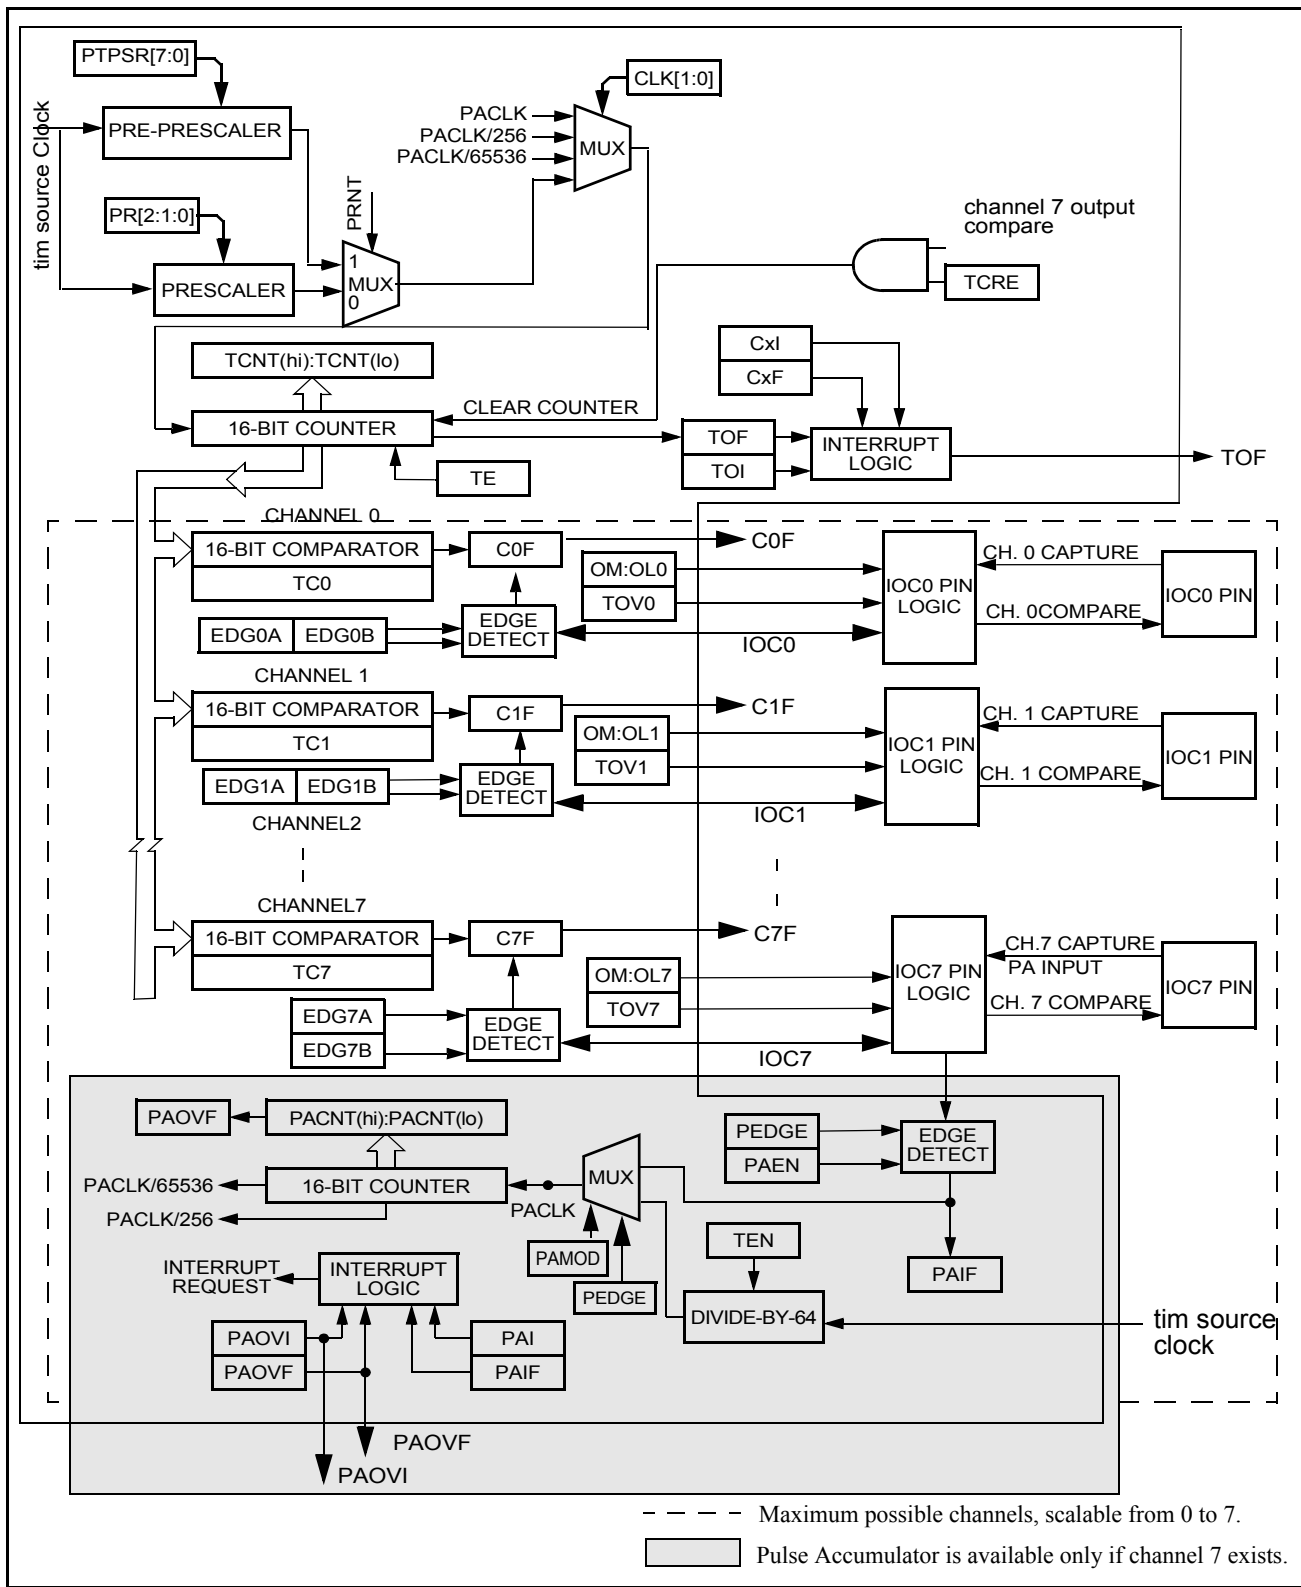 PTPSR[7:0]
CLK[1:0]
tim source Clock
PRE-PRESCALER
PACLK
PACLK/256
PACLK/65536
MUX
PR[2:1:0]
PRNT
channel 7 output
compare
PRESCALER
1
MUX
0
TCRE
TCNT(hi):TCNT(lo)
CxI
CxF
CLEAR COUNTER
16-BIT COUNTER
TOF
TOI
INTERRUPT
LOGIC
TOF
TE
CHANNEL 0
16-BIT COMPARATOR
TC0
C0F
C0F
OM:OL0
TOV0
IOC0 PIN
LOGIC
CH. 0 CAPTURE
CH. 0COMPARE
IOC0 PIN
EDG0A
EDG0B
EDGE
DETECT
IOC0
CHANNEL 1
16-BIT COMPARATOR
TC1
C1F
C1F
OM:OL1
TOV1
IOC1 PIN
LOGIC
CH. 1 CAPTURE
CH. 1 COMPARE
IOC1 PIN
EDG1A
EDG1B
EDGE
DETECT
IOC1
CHANNEL2
CHANNEL7
16-BIT COMPARATOR
TC7
C7F
C7F
OM:OL7
TOV7
IOC7 PIN
LOGIC
CH.7 CAPTURE
PA INPUT
CH. 7 COMPARE
IOC7 PIN
EDG7A
EDG7B
EDGE
DETECT
IOC7
PAOVF
PACNT(hi):PACNT(lo)
PEDGE
PAEN
EDGE
DETECT
MUX
PACLK/65536
16-BIT COUNTER
PACLK
PACLK/256
TEN
PAMOD
PAIF
INTERRUPT
REQUEST
INTERRUPT
LOGIC
PEDGE
DIVIDE-BY-64
tim source
clock
PAOVI
PAOVF
PAI
PAIF
PAOVF
PAOVI
Maximum possible channels, scalable from 0 to 7.
Pulse Accumulator is available only if channel 7 exists.